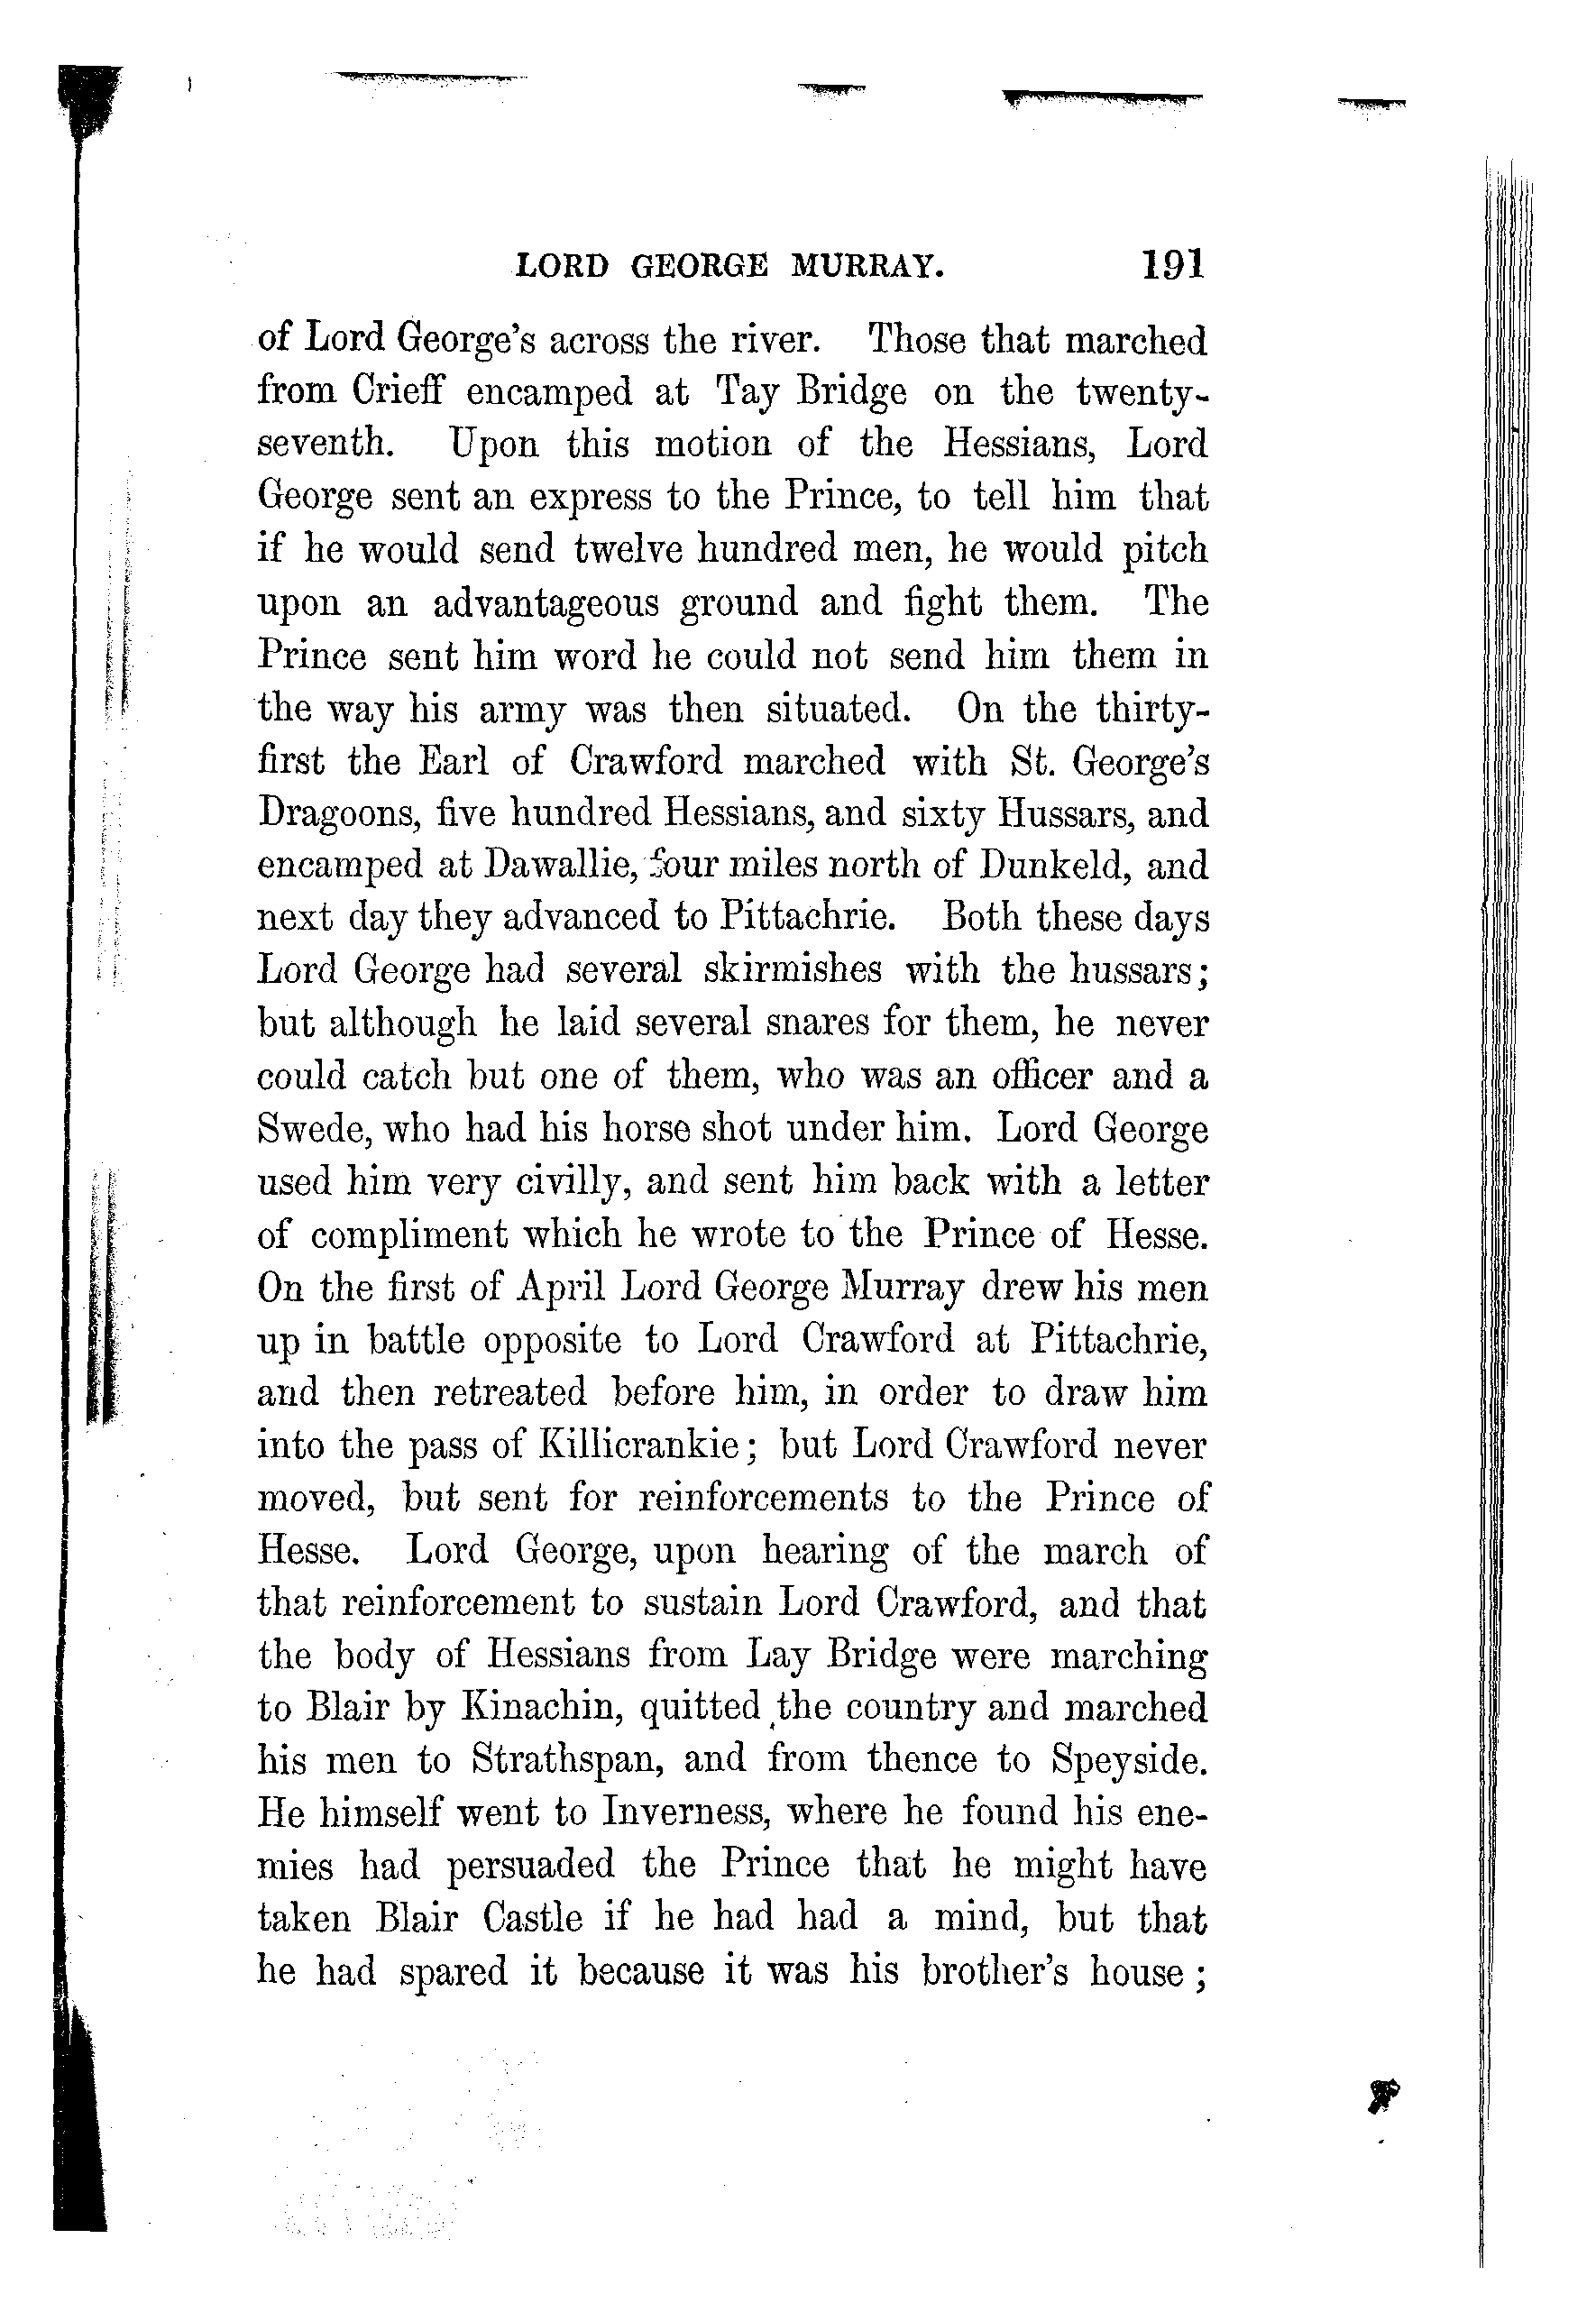 LORD GEORGE MURRAY. 191
of Lord George's across the river. Those that marched
from Crieff encamped at Tay Bridge on the twenty-
seventh. Upon this motion of the Hessians, Lord
George sent an express to the Prince, to tell him that
if he would send twelve hundred men, he would pitch
upon an advantageous ground and fight them. The
Prince sent him word he could not send him them in
the way his army was then situated. On the thirty-
first the Earl of Crawford marched with St. George's
Dragoons, five hundred Hessians, and sixty Hussars, and
encamped at Dawallie, four miles north of Dunkeld, and
next day they advanced to Pittachrie. Both these days
Lord George had several skirmishes with the hussars;
but although he laid several snares for them, he never
could catch but one of them, who was an officer and a
Swede, who had his horse shot under him. Lord George
used him very civilly, and sent him back with a letter
of compliment which he wrote to the Prince of Hesse.
On the first of April Lord George Murray drew his men
up in battle opposite to Lord Crawford at Pittachrie,
and then retreated before him, in order to draw him
into the pass of Killicrankie; but Lord Crawford never
moved, but sent for reinforcements to the Prince of
Hesse. Lord George, upon hearing of the march of
that reinforcement to sustain Lord Crawford, and that
the body of Hessians from Lay Bridge were marching
to Blair by Kinachin, quitted the country and marched
his men to Strathspan, and from thence to Speyside.
He himself went to Inverness, where he found his ene-
mies had persuaded the Prince that he might have
taken Blair Castle if he had had a mind, but that
he had spared it because it was his brother's house;